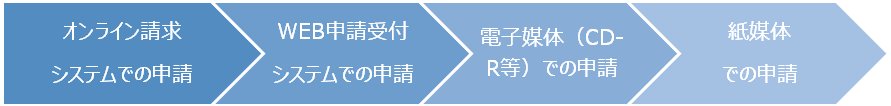 オンライン請求
システムでの申請
WEB申請受付
システムでの申請
電子媒体（CD-
R等）での申請
紙媒体
での申請